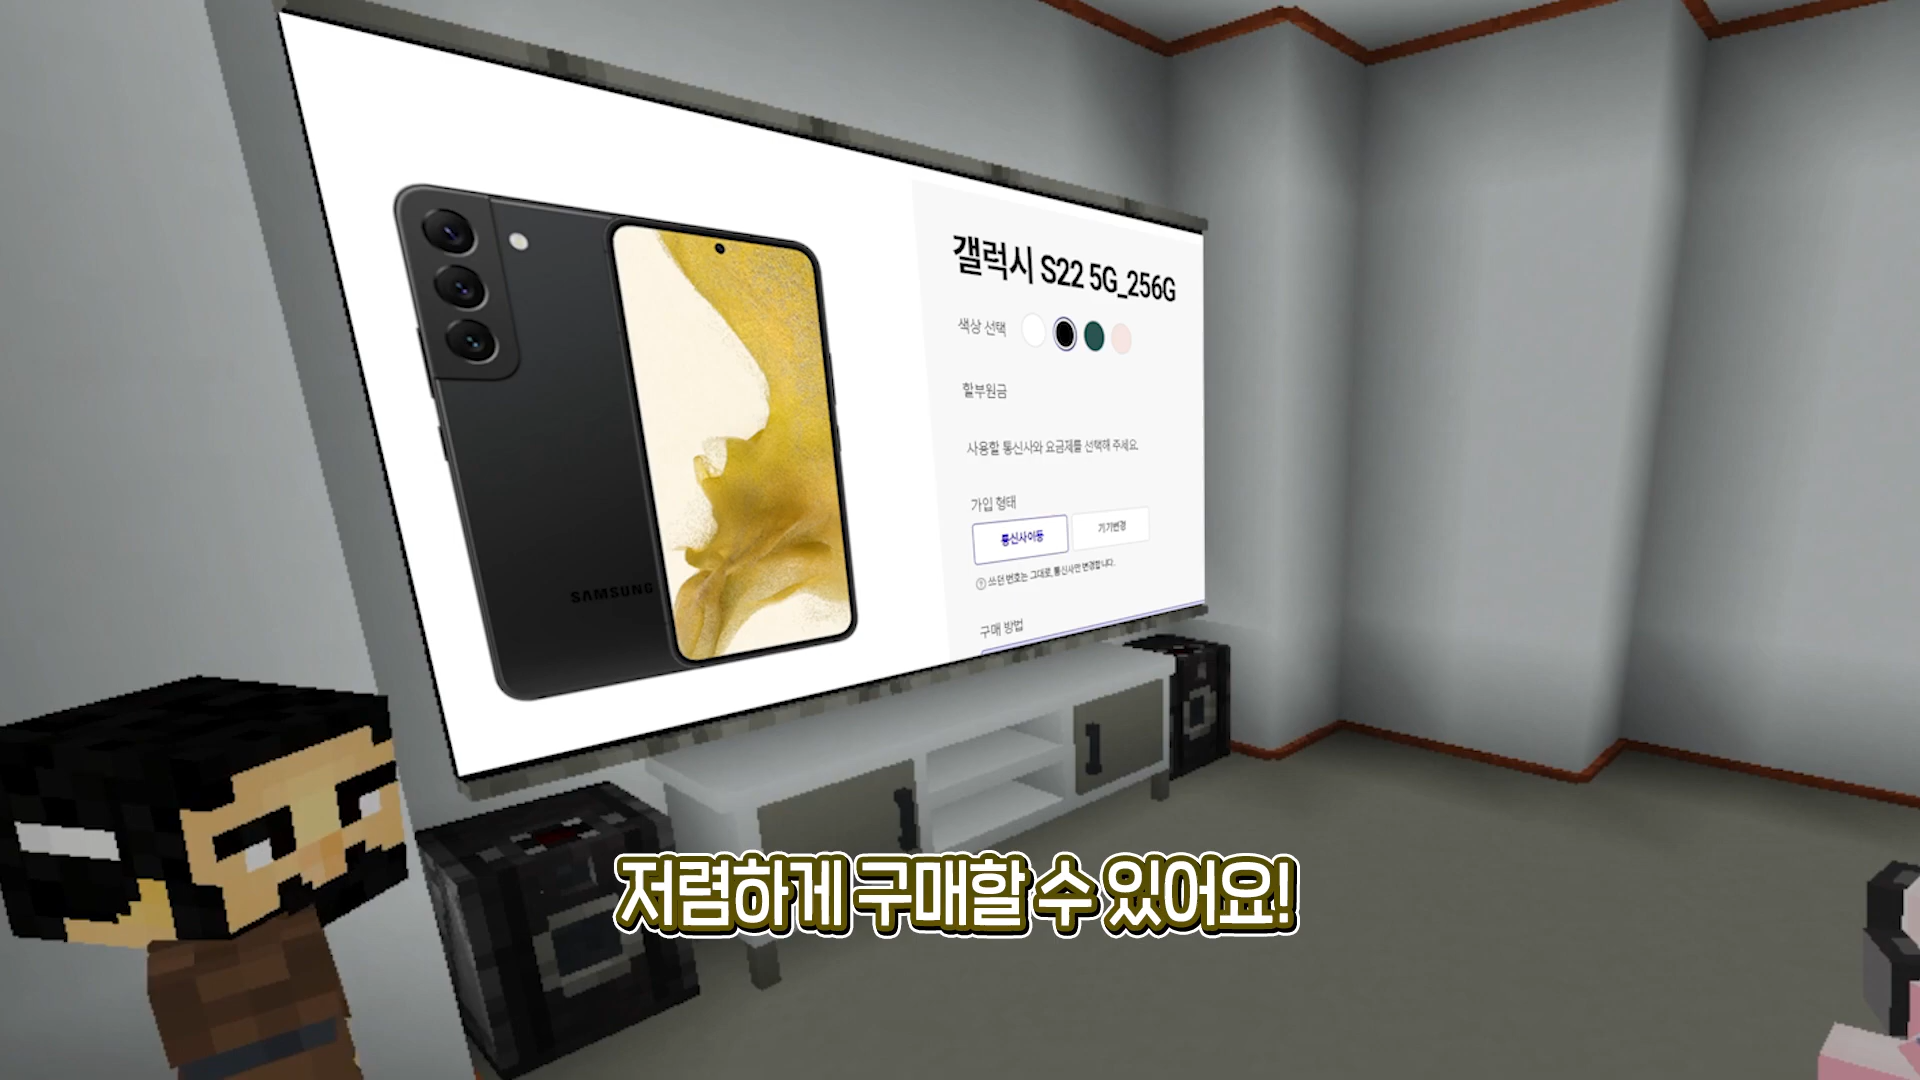 갤럭시 S22 5G_256G
색상 선택
할부원금
사용할 통신사와 요금제를 선택해 주세요.
가입 형태
통신사이동 기기변경
? 쓰던 번호는 그대로, 통신사만 변경합니다.
구매 방법
SAMSUNG
저렴하게 구매할 수 있어요!